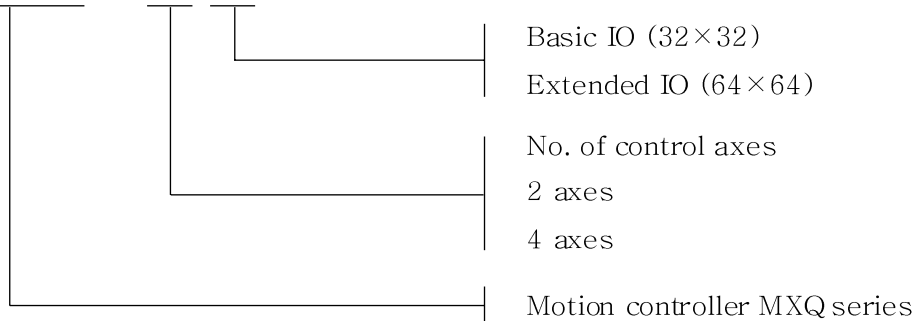 Basic IO (32×32)
Extended IO (64×64)
No. of control axes
2 axes
4 axes
Motion controller MXQ series